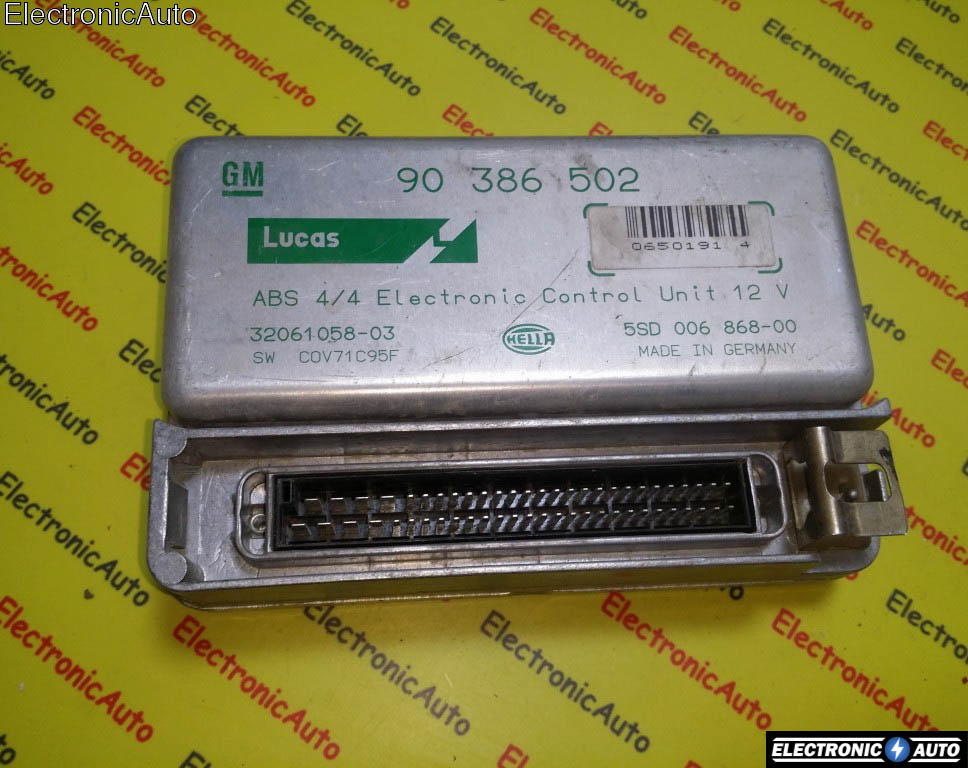 ElectronicAuto
GM
90 386 502
Lucas
0650191 4
ABS 4/4 Electronic Control Unit 12 V
32061058-03
HELLA
5SD 006 868-00
SW COV71C95F
MADE IN GERMANY
ELECTRONIC AUTO